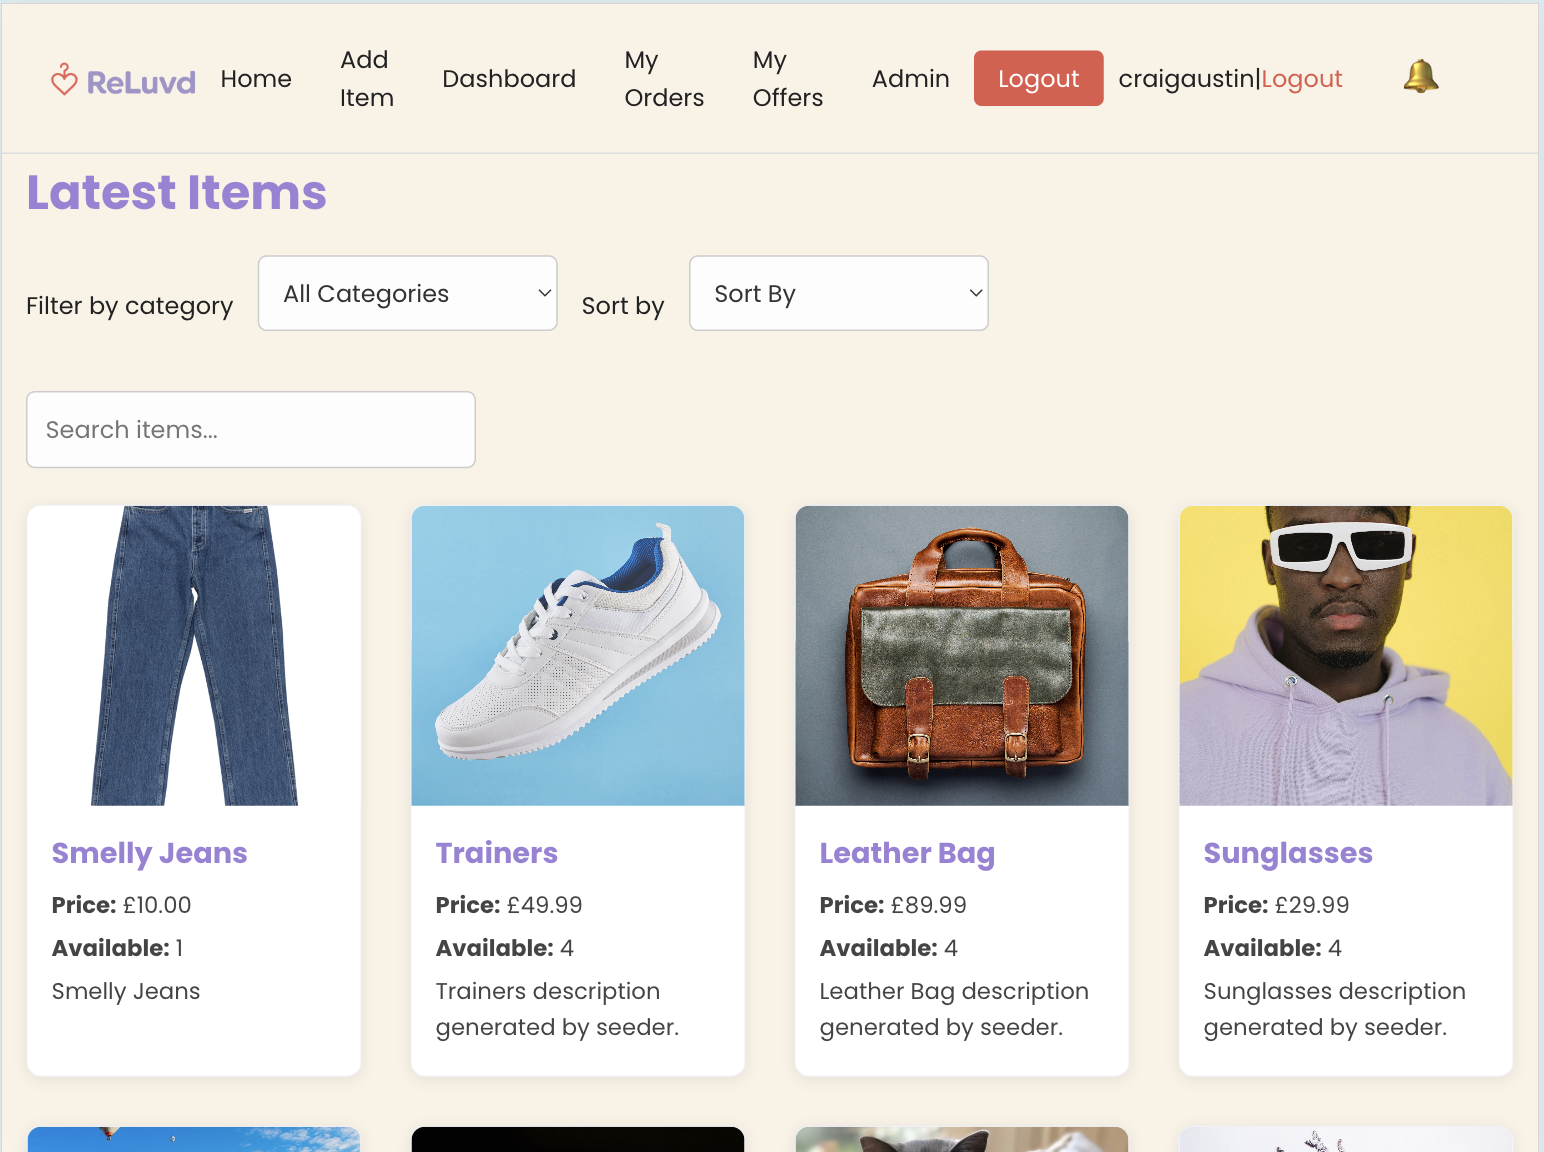 ReLuvd
Home
Add
Item
Dashboard
My
Orders
My
Offers
Admin
Logout
craigaustin|Logout
Latest Items
Filter by category
All Categories
Sort by
Sort By
Search items...
Smelly Jeans
Price: £10.00
Available: 1
Smelly Jeans
Trainers
Price: £49.99
Available: 4
Trainers description
generated by seeder.
Leather Bag
Price: £89.99
Available: 4
Leather Bag description
generated by seeder.
Sunglasses
Price: £29.99
Available: 4
Sunglasses description
generated by seeder.